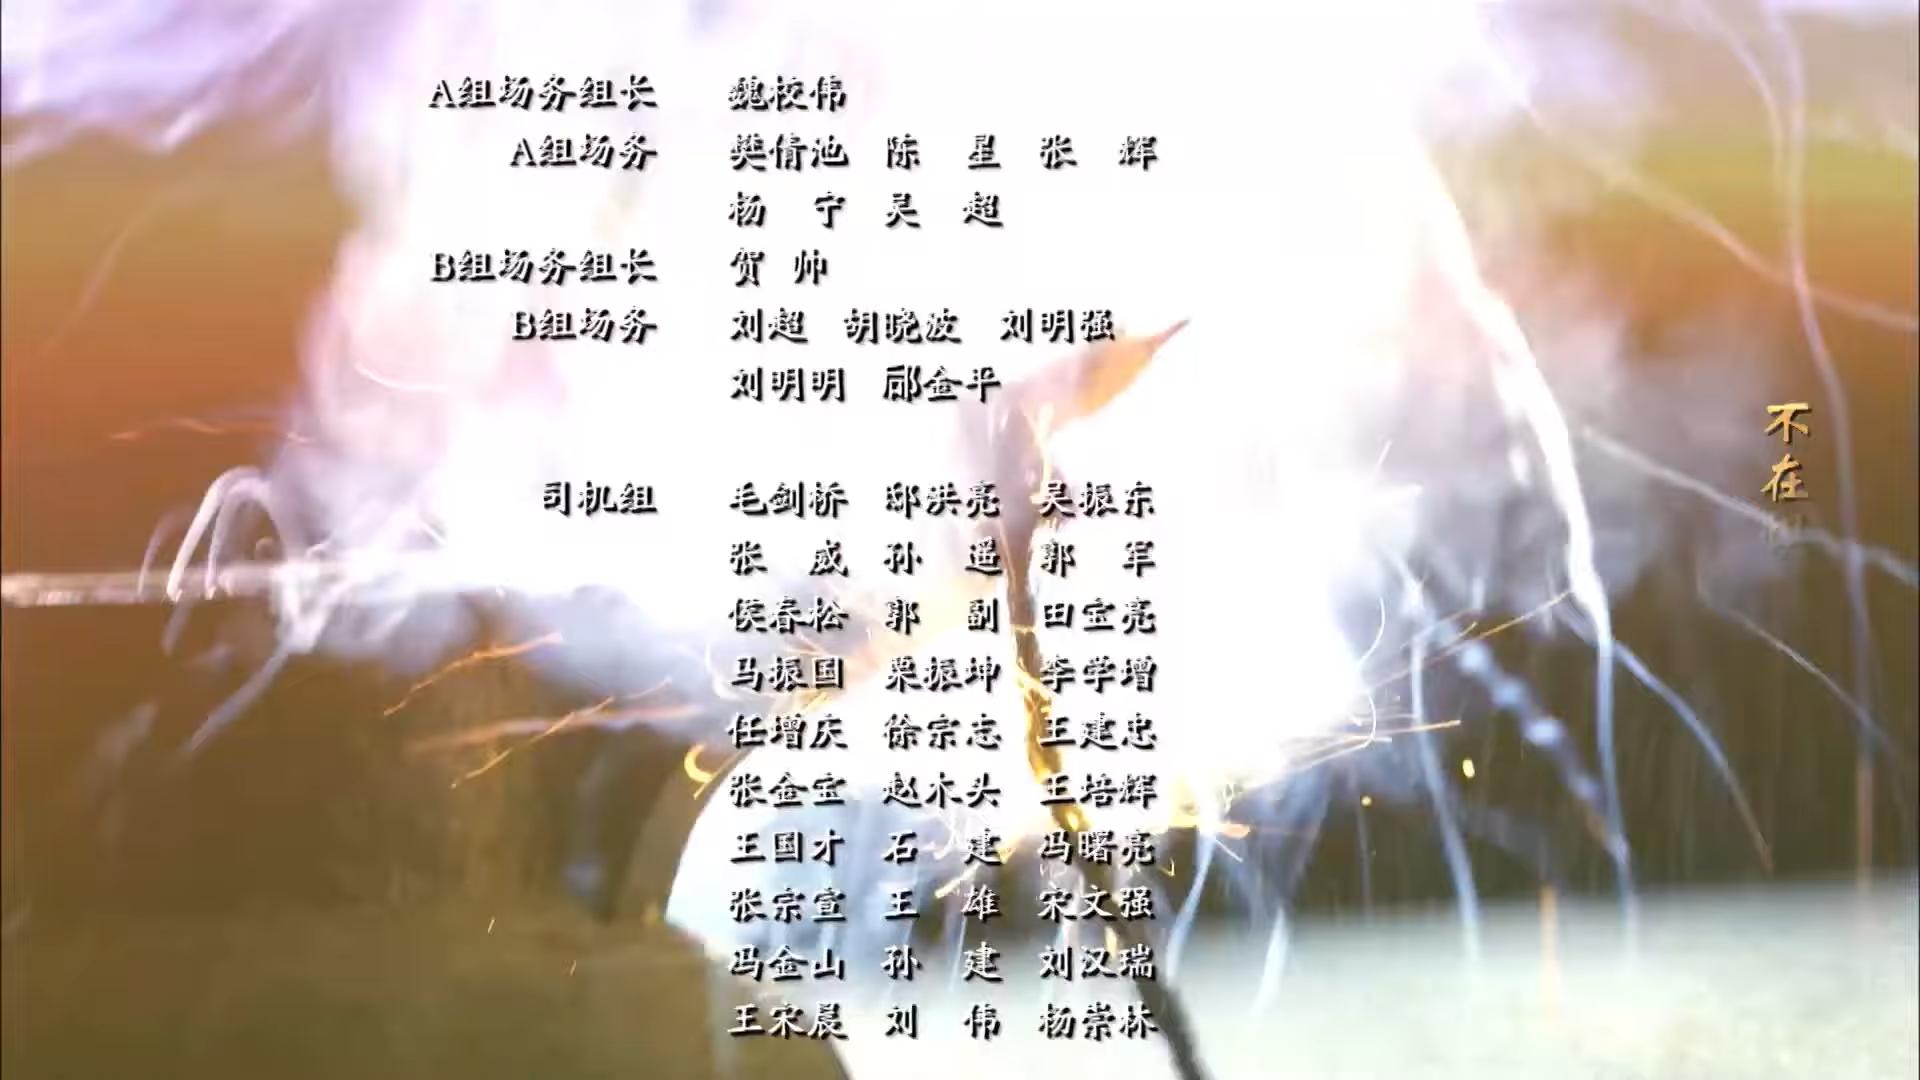 A组场务组长 魏校伟
A组场务 樊倩池 陈 星 张 辉
杨 宁 吴 超
B组场务组长 贺 帅
B组场务 刘超 胡晓波 刘明强
刘明明 郈金平
司机组 毛剑桥 邸洪亮 吴振东
张 威 孙 遥 郭 军
侯春松 郭 副 田宝亮
马振国 栗振坤 李学增
任增庆 徐宗志 王建忠
张金宝 赵木头 王培辉
王国才 石 建 冯曙亮
张宗宣 王 雄 宋文强
冯金山 孙 建 刘汉瑞
王宋晨 刘 伟 杨崇林
不在